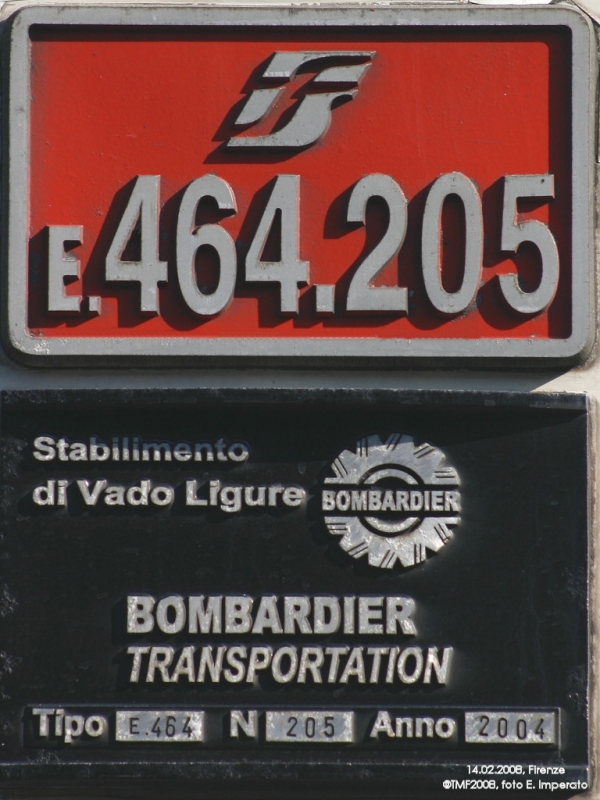 E.464.205
Stabilimento
di Vado Ligure
BOMBARDIER
BOMBARDIER
TRANSPORTATION
Tipo E.464 N 205 Anno 2004
14.02.2008, Firenze
©TMF2008, foto E. Imperato